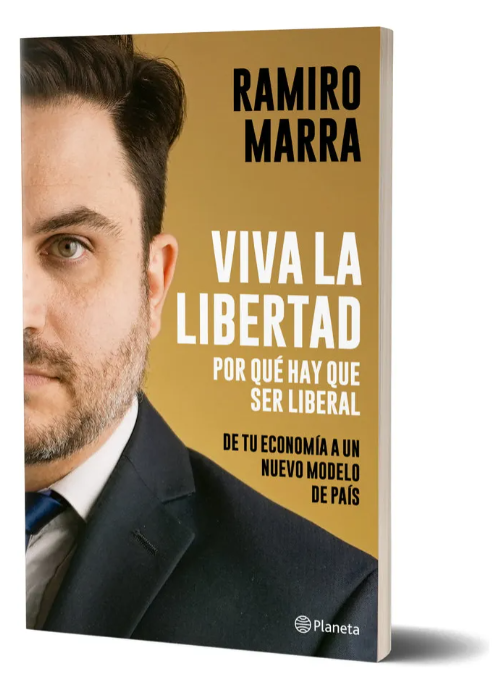 RAMIRO
MARRA
VIVA LA
LIBERTAD
POR QUÉ HAY QUE
SER LIBERAL
DE TU ECONOMÍA A UN
NUEVO MODELO
DE PAÍS
Planeta